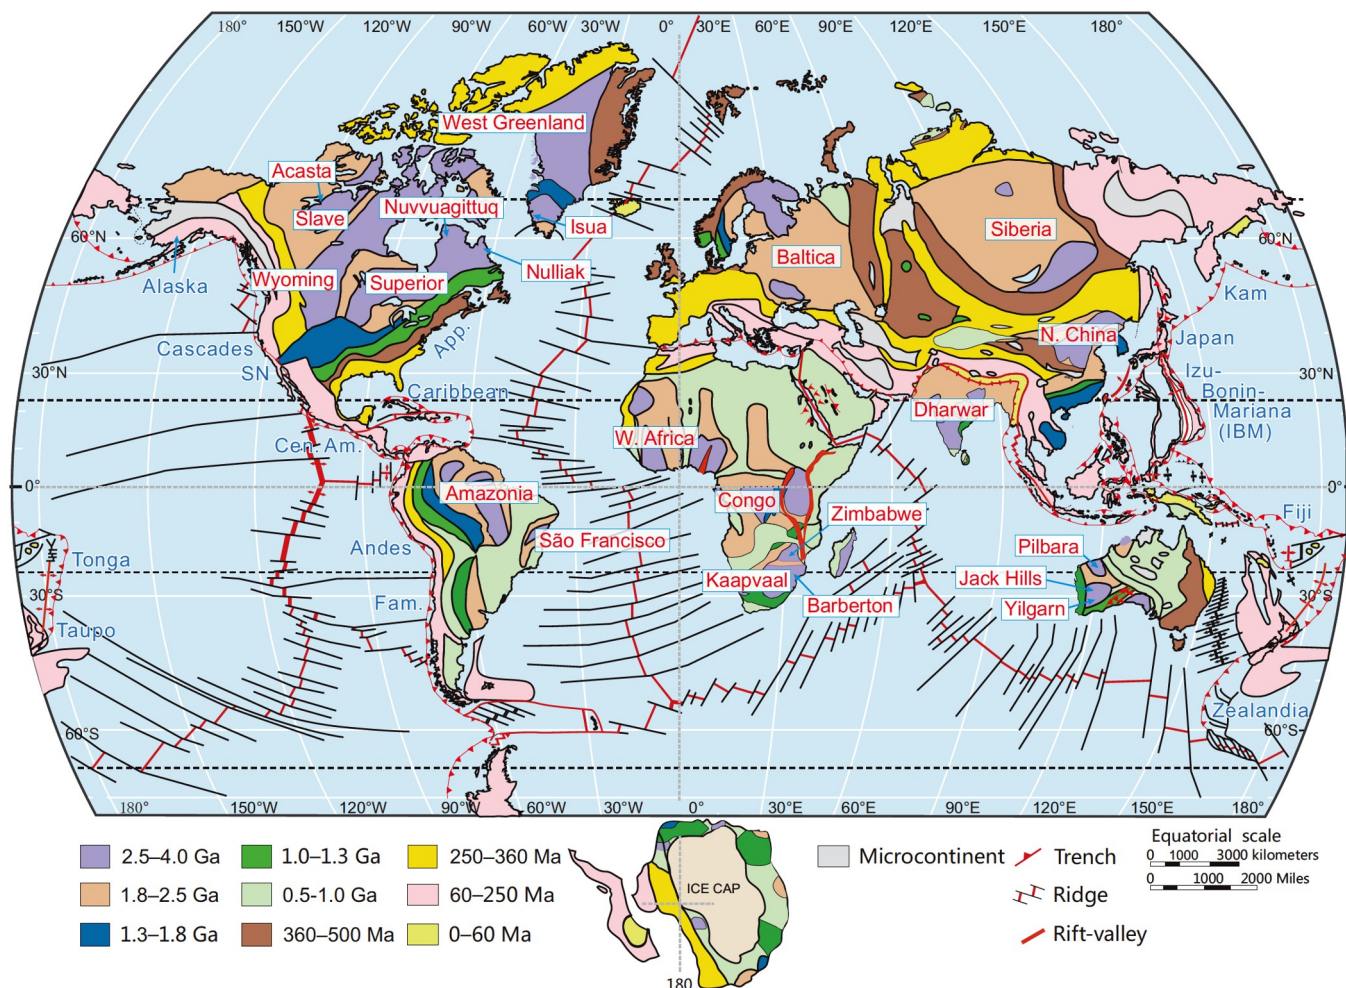 180° 150°W 120°W 90°W 60°W 30°W 0° 30°E 60°E 90°E 120°E 150°E 180°
West Greenland
Acasta
Slave
Nuvvuagittuq
Isua
Siberia
60°N
60°N
Baltica
Nulliak
Wyoming
Superior
Alaska
Kam
App.
N. China
Cascades
Japan
SN
30°N
30°N
Izu-
Bonin-
Mariana
(IBM)
Caribbean
Dharwar
Cen Am.
W. Africa
0°
0°
Amazonia
Congo
Zimbabwe
Fiji
São Francisco
Andes
Pilbara
Tonga
Kaapvaal
Jack Hills
30°S
30°S
Fam.
Barberton
Yilgarn
Taupo
Zealandia
60°S
60°S
180° 150°W 120°W 90°W 60°W 30°W 0° 30°E 60°E 90°E 120°E 150°E 180°
2.5–4.0 Ga
1.0–1.3 Ga
250–360 Ma
1.8–2.5 Ga
0.5-1.0 Ga
60–250 Ma
1.3–1.8 Ga
360–500 Ma
0–60 Ma
ICE CAP
180
Microcontinent
Trench
Ridge
Rift-valley
Equatorial scale
0 1000 3000 kilometers
0 1000 2000 Miles